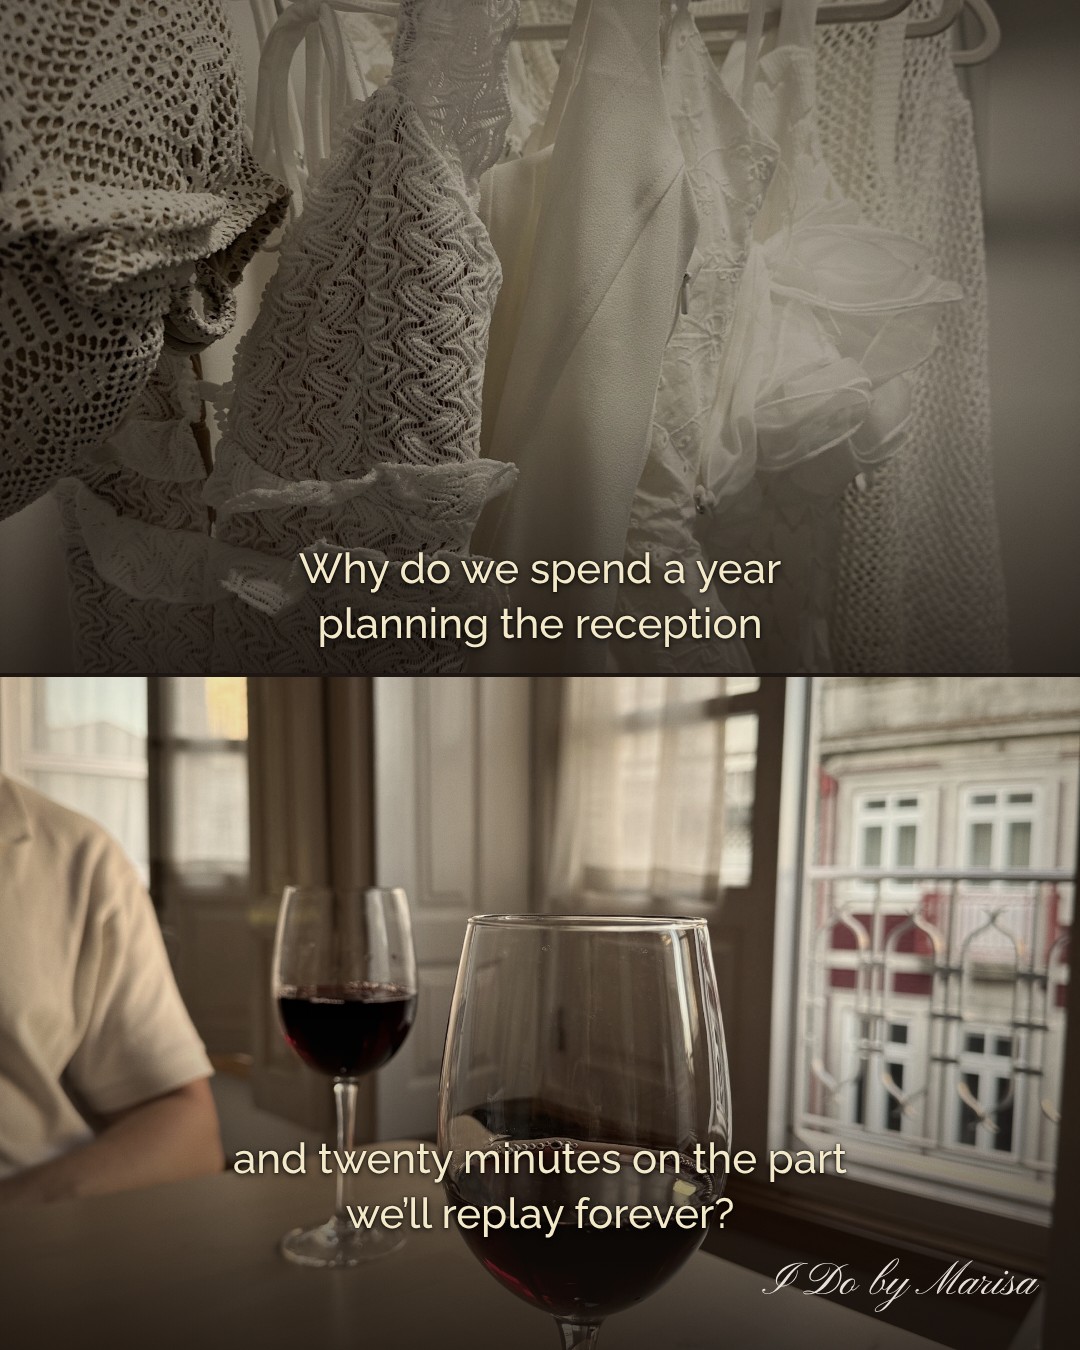 Why do we spend a year
planning the reception
and twenty minutes on the part
we'll replay forever?
I Do by Marisa